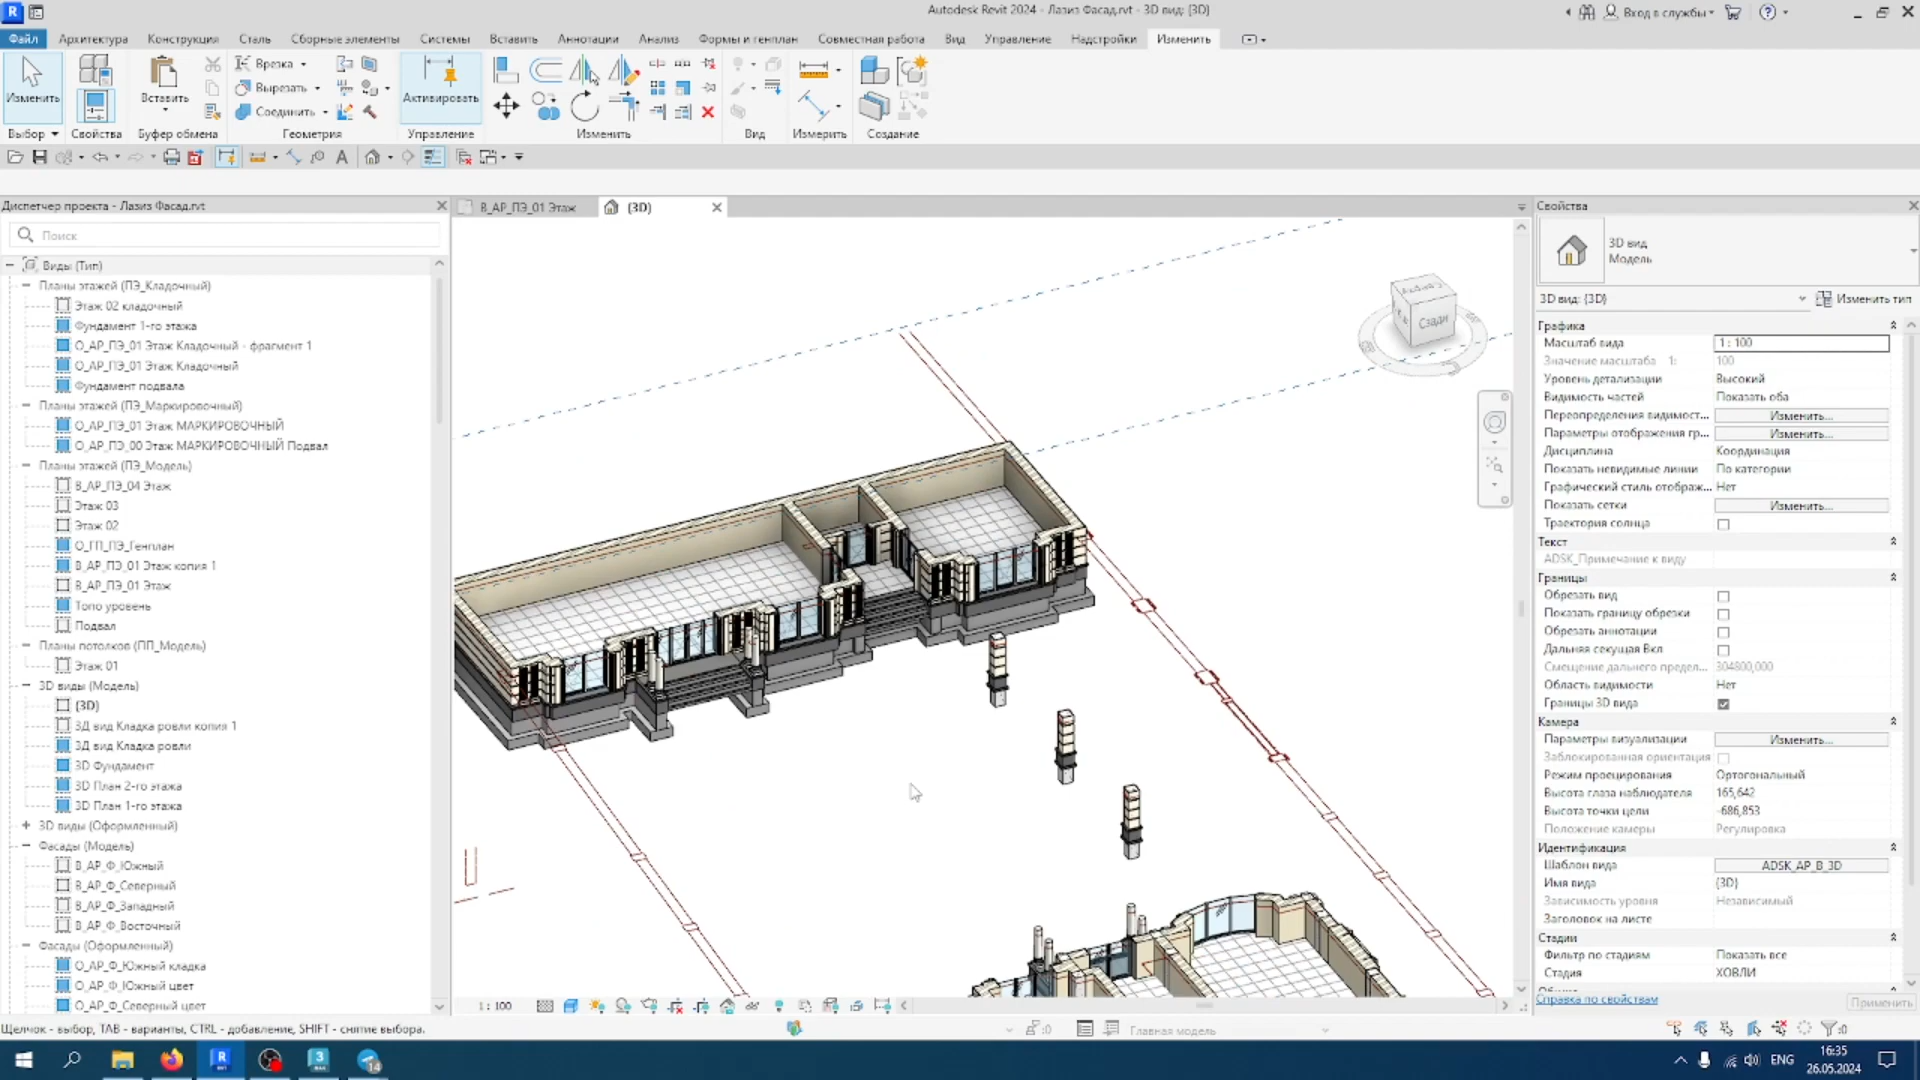 Autodesk Revit 2024 - Лазиз Фасад.rvt - 3D вид: {3D}
Вход в службы
Файл Архитектура Конструкция Сталь Сборные элементы Системы Вставить Аннотации Анализ Формы и генплан Совместная работа Вид Управление Надстройки Изменить
Изменить
Вставить
Врезка
Вырезать
Соединить
Активировать
Выбор Свойства Буфер обмена Геометрия Управление Изменить Вид Измерить Создание
Диспетчер проекта - Лазиз Фасад.rvt
В_АР_ПЭ_01 Этаж
{3D}
Поиск
Виды (Тип)
Планы этажей (ПЭ_Кладочный)
Этаж 02 кладочный
Фундамент 1-го этажа
О_АР_ПЭ_01 Этаж Кладочный - фрагмент 1
О_АР_ПЭ_01 Этаж Кладочный
Фундамент подвала
Планы этажей (ПЭ_Маркировочный)
О_АР_ПЭ_01 Этаж МАРКИРОВОЧНЫЙ
О_АР_ПЭ_00 Этаж МАРКИРОВОЧНЫЙ Подвал
Планы этажей (ПЭ_Модель)
В_АР_ПЭ_04 Этаж
Этаж 03
Этаж 02
О_ГП_ПЭ_Генплан
В_АР_ПЭ_01 Этаж копия 1
В_АР_ПЭ_01 Этаж
Топо уровень
Подвал
Планы потолков (ПП_Модель)
Этаж 01
3D виды (Модель)
{3D}
3Д вид Кладка ровли копия 1
3Д вид Кладка ровли
3D Фундамент
3D План 2-го этажа
3D План 1-го этажа
3D виды (Оформленный)
Фасады (Модель)
В_АР_Ф_Южный
В_АР_Ф_Северный
В_АР_Ф_Западный
В_АР_Ф_Восточный
Фасады (Оформленный)
О_АР_Ф_Южный кладка
О_АР_Ф_Южный цвет
О_АР_Ф_Северный цвет
Сзади
1 : 100
Свойства
3D вид
Модель
3D вид: {3D}
Изменить тип
Графика
Масштаб вида 1 : 100
Значение масштаба 1: 100
Уровень детализации Высокий
Видимость частей Показать оба
Переопределения видимост... Изменить...
Параметры отображения гр... Изменить...
Дисциплина Координация
Показать невидимые линии По категории
Графический стиль отображ... Нет
Показать сетки Изменить...
Траектория солнца
Текст
ADSK_Примечание к виду
Границы
Обрезать вид
Показать границу обрезки
Обрезать аннотации
Дальняя секущая Вкл
Смещение дальнего предел... 304800,000
Область видимости Нет
Границы 3D вида
Камера
Параметры визуализации Изменить...
Заблокированная ориентация
Режим проецирования Ортогональный
Высота глаза наблюдателя 165,642
Высота точки цели -686,853
Положение камеры Регулировка
Идентификация
Шаблон вида ADSK_АР_В_3D
Имя вида {3D}
Зависимость уровня Независимый
Заголовок на листе
Стадии
Фильтр по стадиям Показать все
Стадия ХОВЛИ
Справка по свойствам
Применить
Щелчок - выбор, TAB - варианты, CTRL - добавление, SHIFT - снятие выбора.
:0
Главная модель
:0
14
ENG
16:35
26.05.2024